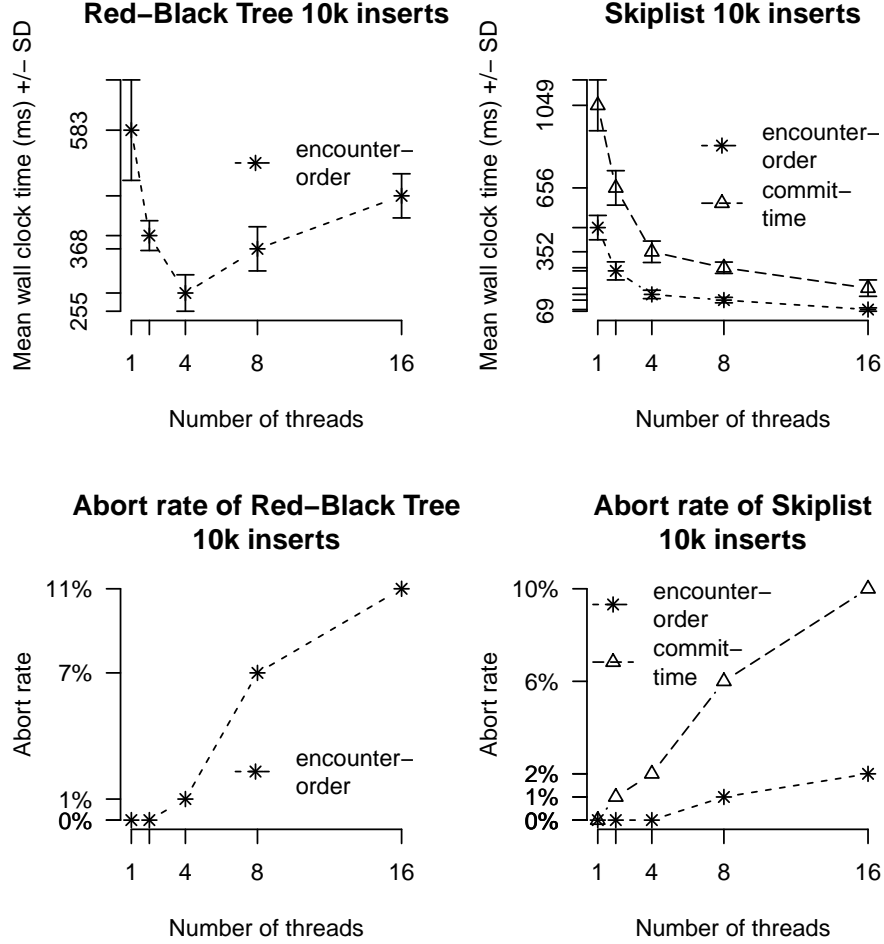 Red−Black Tree 10k inserts
Mean wall clock time (ms) +/− SD
583
368
255
encounter−
order
1 4 8 16
Number of threads
Skiplist 10k inserts
Mean wall clock time (ms) +/− SD
1049
656
352
69
encounter−
order
commit−
time
1 4 8 16
Number of threads
Abort rate of Red−Black Tree
10k inserts
Abort rate
11%
7%
1%
0%
encounter−
order
1 4 8 16
Number of threads
Abort rate of Skiplist
10k inserts
Abort rate
10%
6%
2%
1%
0%
encounter−
order
commit−
time
1 4 8 16
Number of threads